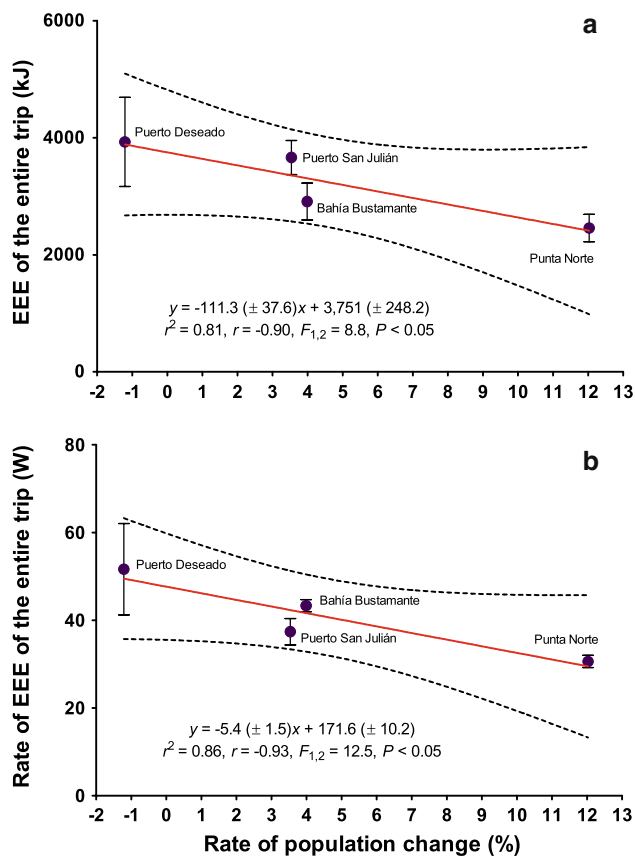 a
6000
4000
2000
0
EEE of the entire trip (kJ)
Puerto Deseado
Puerto San Julián
Bahía Bustamante
Punta Norte
y = -111.3 (± 37.6)x + 3,751 (± 248.2)
r² = 0.81, r = -0.90, F₁,₂ = 8.8, P < 0.05
-2 -1 0 1 2 3 4 5 6 7 8 9 10 11 12 13
b
80
60
40
20
0
Rate of EEE of the entire trip (W)
Puerto Deseado
Bahía Bustamante
Puerto San Julián
Punta Norte
y = -5.4 (± 1.5)x + 171.6 (± 10.2)
r² = 0.86, r = -0.93, F₁,₂ = 12.5, P < 0.05
-2 -1 0 1 2 3 4 5 6 7 8 9 10 11 12 13
Rate of population change (%)